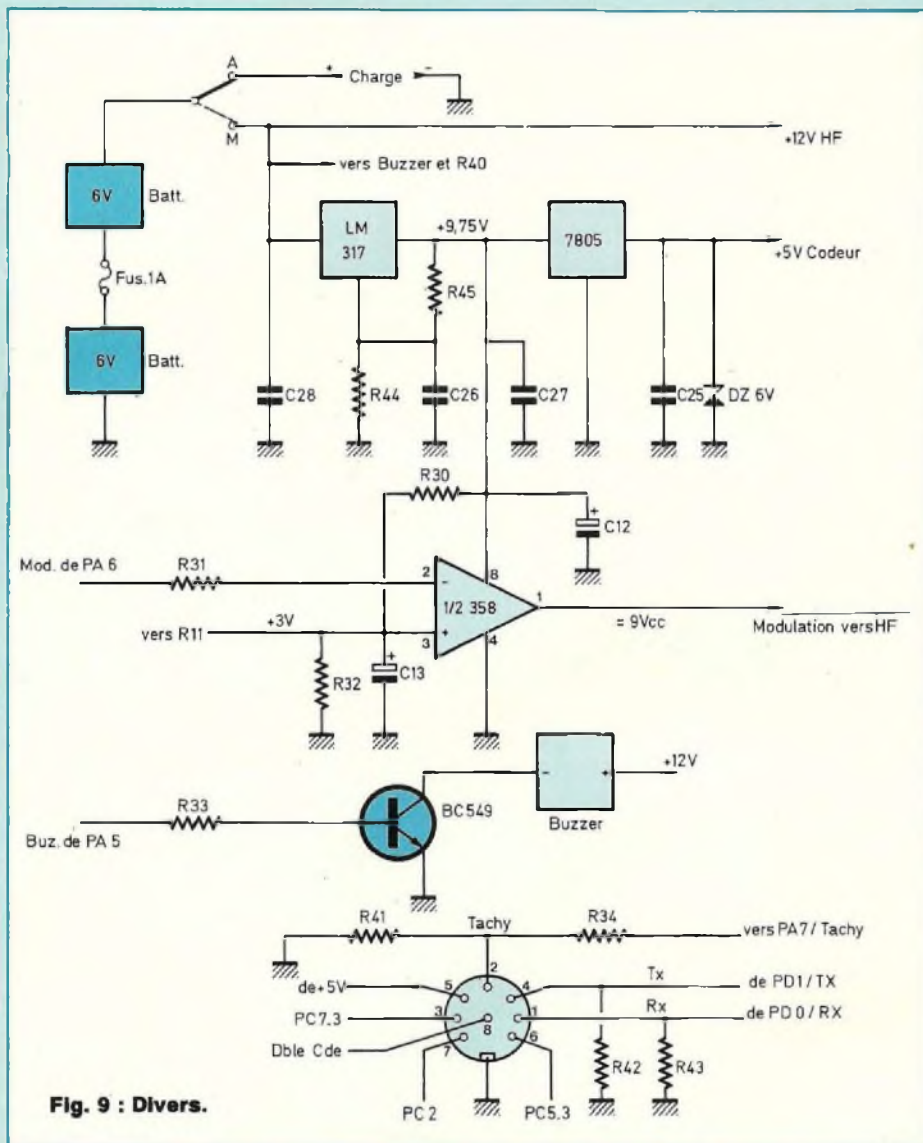 A
+ Charge -
M
+12V HF
vers Buzzer et R40
6V Batt.
LM
317
+9,75V
7805
+5V Codeur
Fus.1A
R45
6V Batt.
C28
R44
C26
C27
C25
DZ 6V
R30
+
C12
Mod. de PA 6
R31
2 -
8
1/2 358
1
= 9Vcc
Modulation vers HF
vers R11
+3V
3 +
4
R32
+
C13
+12V
- +
Buzzer
BC549
R33
Buz. de PA 5
R41
Tachy
R34
vers PA7 / Tachy
2
de+5V
5
4
Tx
de PD1 / TX
PC7.3
3
8
1
Rx
de PD0 / RX
Dble Cde
7
6
R42
R43
PC2
PC5.3
Fig. 9 : Divers.